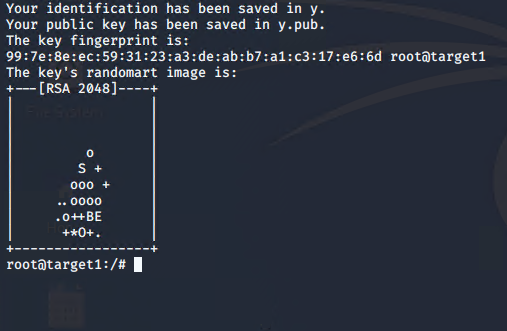 Your identification has been saved in y.
Your public key has been saved in y.pub.
The key fingerprint is:
99:7e:8e:ec:59:31:23:a3:de:ab:b7:a1:c3:17:e6:6d root@target1
The key's randomart image is:
+---[RSA 2048]----+
|                 |
|                 |
|                 |
|         o       |
|        S +      |
|       ooo +     |
|     ..oooo      |
|     .o++BE      |
|      +*O+.      |
+-----------------+
root@target1:/#